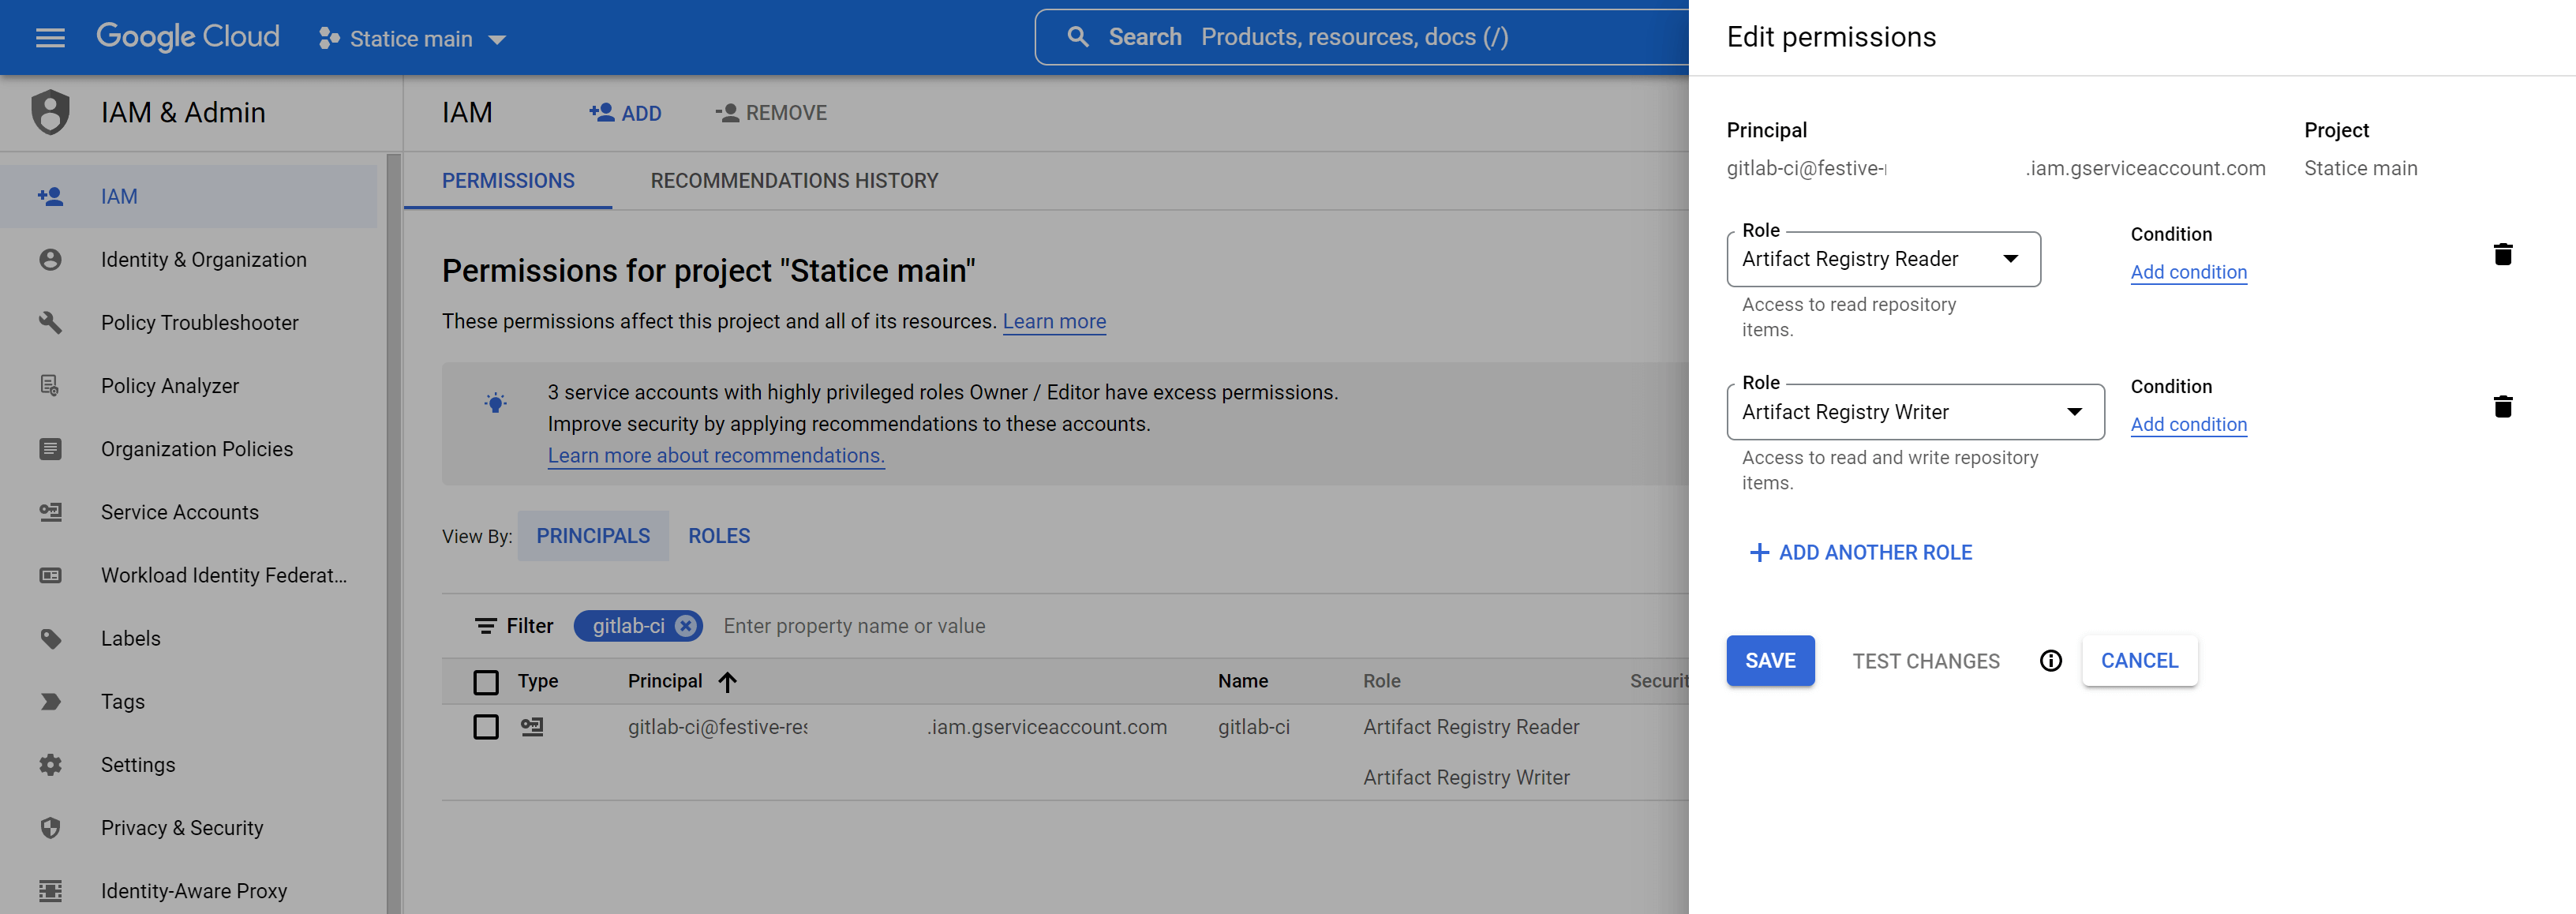 Google Cloud
Statice main
Search Products, resources, docs (/)
IAM & Admin
IAM
Identity & Organization
Policy Troubleshooter
Policy Analyzer
Organization Policies
Service Accounts
Workload Identity Federat...
Labels
Tags
Settings
Privacy & Security
Identity-Aware Proxy
IAM
ADD
REMOVE
PERMISSIONS
RECOMMENDATIONS HISTORY
Permissions for project "Statice main"
These permissions affect this project and all of its resources. Learn more
3 service accounts with highly privileged roles Owner / Editor have excess permissions.
Improve security by applying recommendations to these accounts.
Learn more about recommendations.
View By: PRINCIPALS ROLES
Filter gitlab-ci Enter property name or value
Type Principal Name Role Securit
gitlab-ci@festive-res .iam.gserviceaccount.com gitlab-ci Artifact Registry Reader
Artifact Registry Writer
Edit permissions
Principal Project
gitlab-ci@festive- .iam.gserviceaccount.com Statice main
Role
Artifact Registry Reader
Access to read repository
items.
Condition
Add condition
Role
Artifact Registry Writer
Access to read and write repository
items.
Condition
Add condition
ADD ANOTHER ROLE
SAVE TEST CHANGES CANCEL